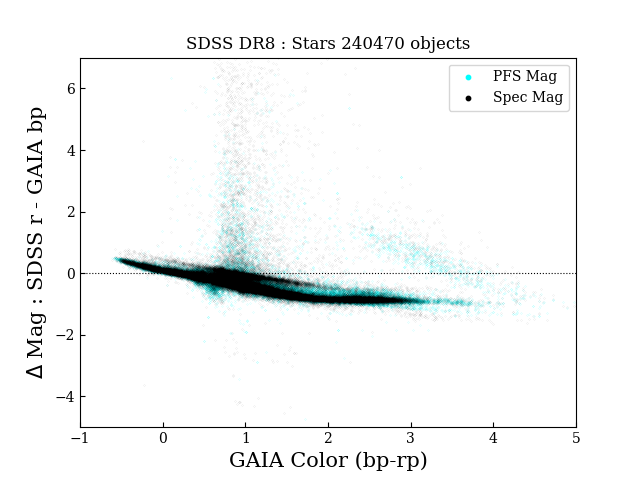 SDSS DR8 : Stars 240470 objects
PFS Mag
Spec Mag
6
4
2
0
−2
−4
Δ Mag : SDSS r - GAIA bp
−1 0 1 2 3 4 5
GAIA Color (bp-rp)